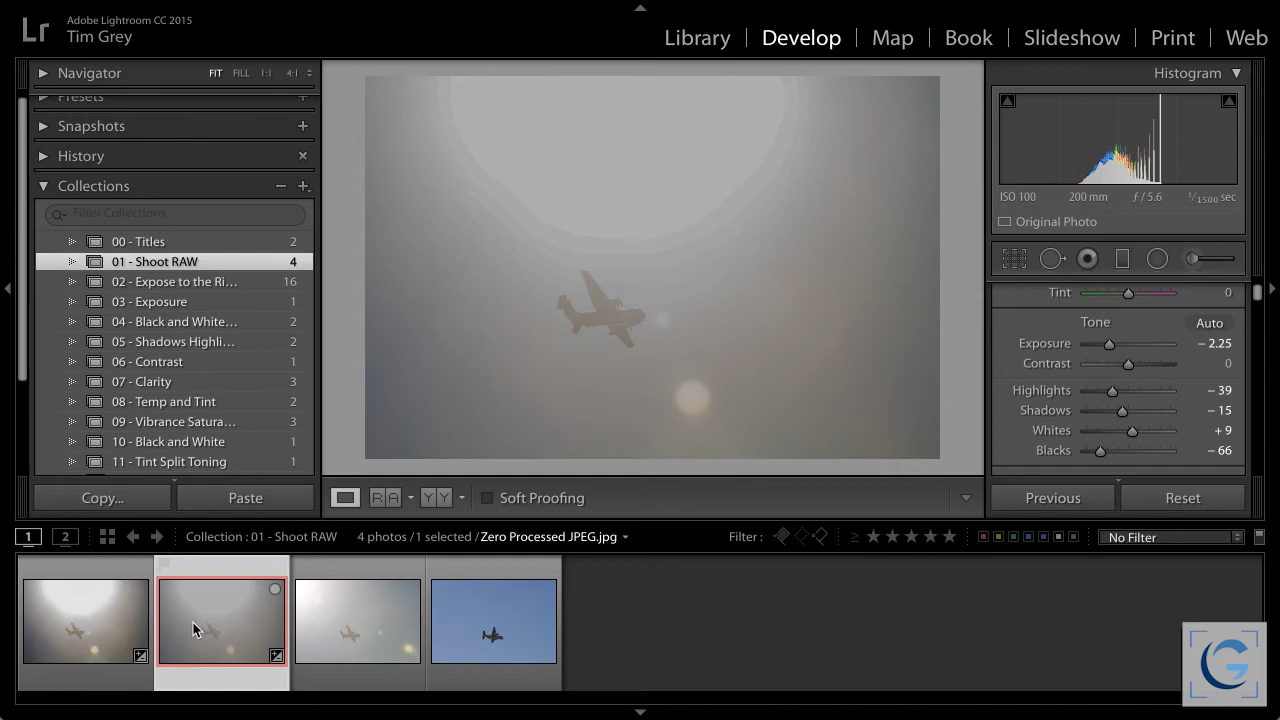 Lr
Adobe Lightroom CC 2015
Tim Grey
Library
Develop
Map
Book
Slideshow
Print
Web
Navigator
FIT
FILL
1:1
4:1
Presets
Snapshots
History
Collections
Filter Collections
00 - Titles 2
01 - Shoot RAW 4
02 - Expose to the Ri... 16
03 - Exposure 1
04 - Black and White... 2
05 - Shadows Highli... 2
06 - Contrast 1
07 - Clarity 3
08 - Temp and Tint 2
09 - Vibrance Satura... 3
10 - Black and White 1
11 - Tint Split Toning 1
Copy...
Paste
Histogram
ISO 100 200 mm ƒ / 5.6 1/1500 sec
Original Photo
Tint 0
Tone Auto
Exposure - 2.25
Contrast 0
Highlights - 39
Shadows - 15
Whites + 9
Blacks - 66
Previous
Reset
R A
Y Y
Soft Proofing
1
2
Collection : 01 - Shoot RAW
4 photos / 1 selected / Zero Processed JPEG.jpg
Filter :
No Filter
G